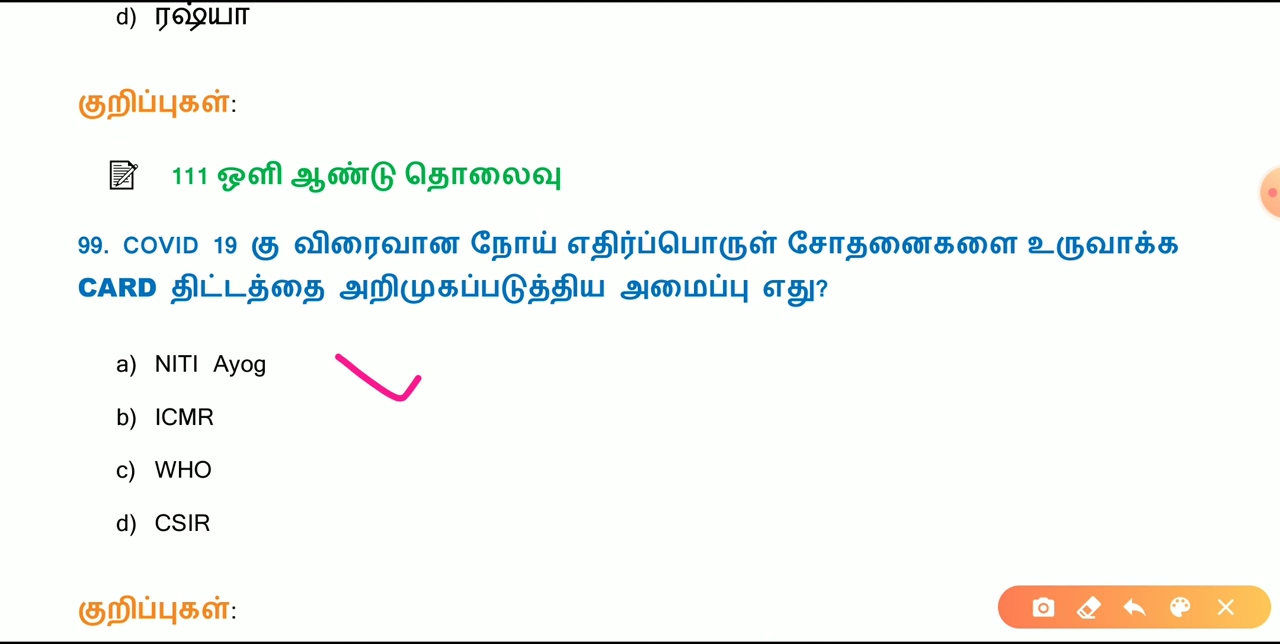 d) ரஷ்யா
குறிப்புகள்:
111 ஒளி ஆண்டு தொலைவு
99. COVID 19 கு விரைவான நோய் எதிர்ப்பொருள் சோதனைகளை உருவாக்க
CARD திட்டத்தை அறிமுகப்படுத்திய அமைப்பு எது?
a) NITI Ayog
b) ICMR
c) WHO
d) CSIR
குறிப்புகள்: